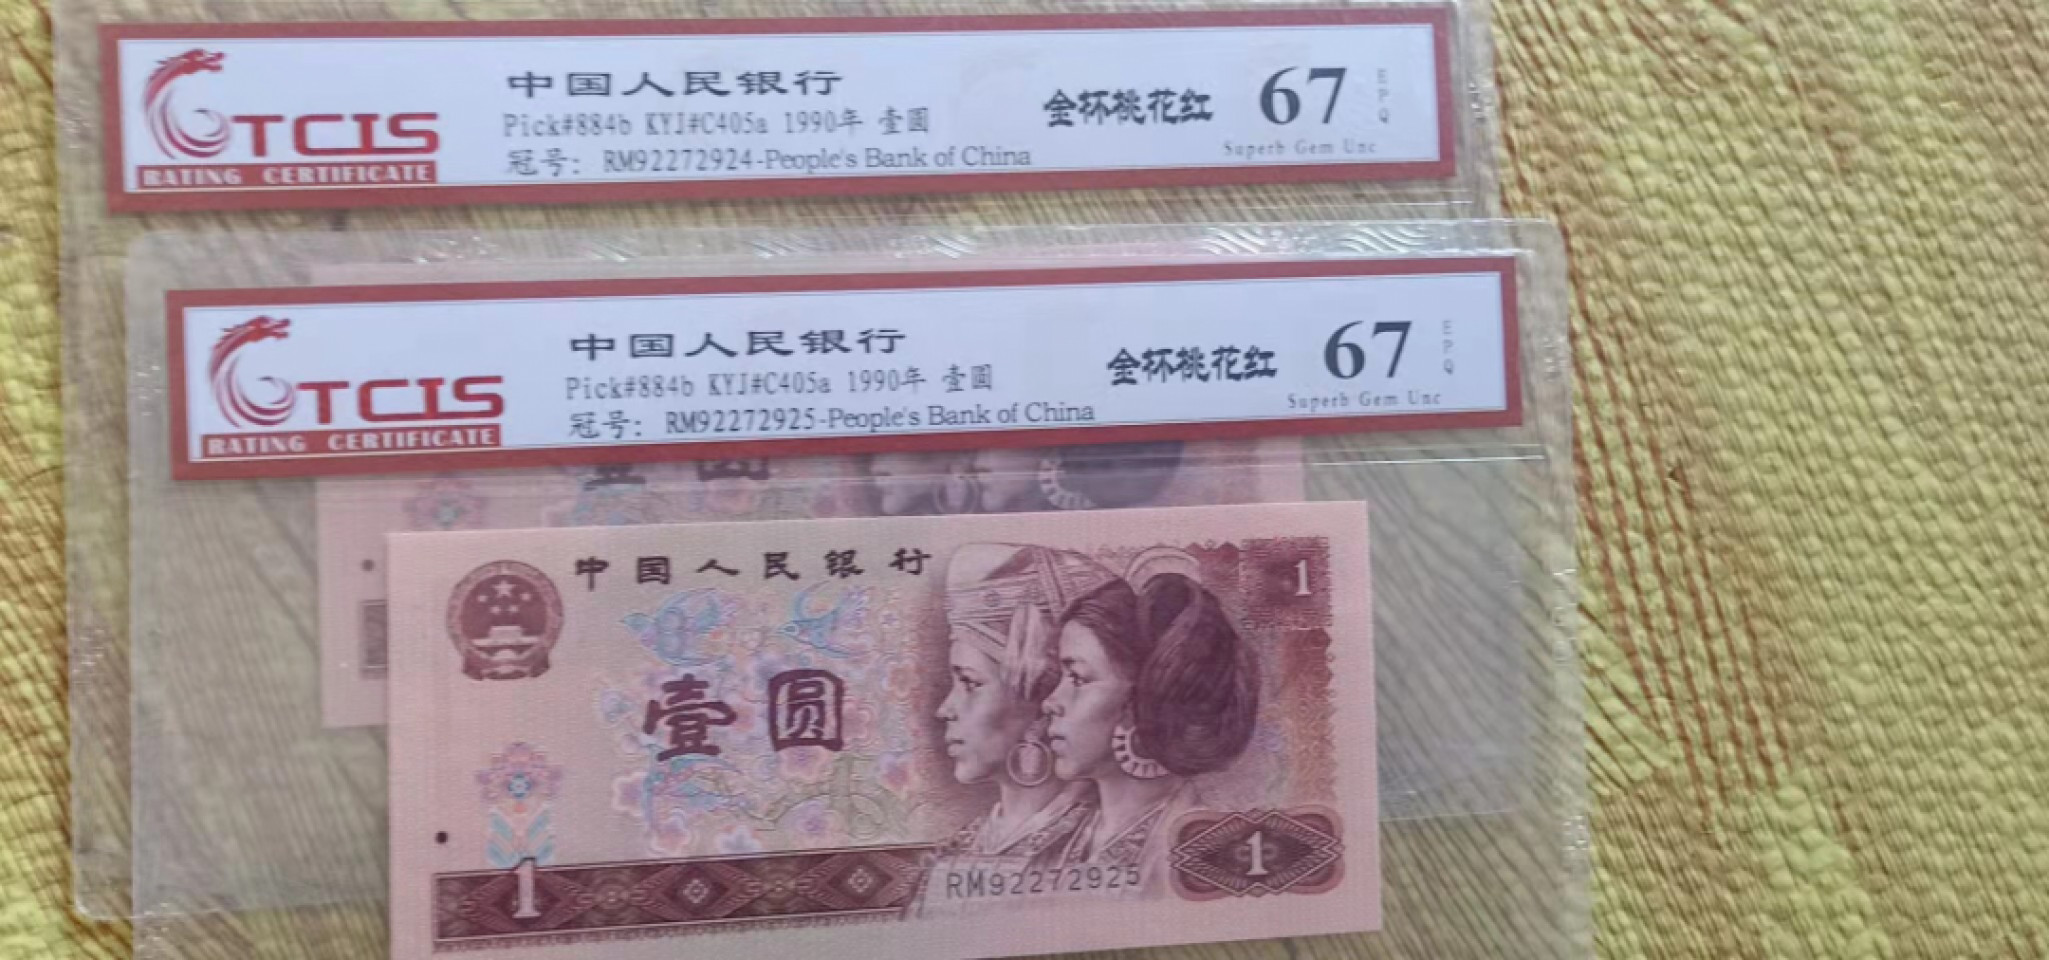 TCIS
RATING CERTIFICATE
中国人民银行
Pick#884b KYJ#C405a 1990年 壹圆
冠号: RM92272924-People's Bank of China
金杯桃花红
67
EPQ
Superb Gem Unc
TCIS
RATING CERTIFICATE
中国人民银行
Pick#884b KYJ#C405a 1990年 壹圆
冠号: RM92272925-People's Bank of China
金杯桃花红
67
EPQ
Superb Gem Unc
壹圆
中国人民银行
1
壹圆
1
RM92272925
1